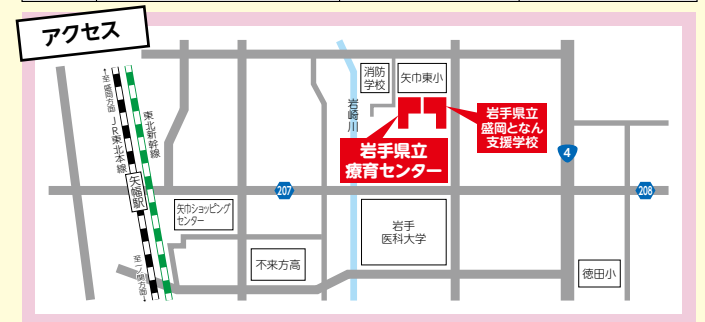 アクセス
至 盛岡方面
JR東北本線
東北新幹線
矢幅駅
至 一ノ関方面
岩崎川
消防
学校
矢巾東小
岩手県立
療育センター
岩手県立
盛岡となん
支援学校
4
207
208
矢巾ショッピング
センター
不来方高
岩手
医科大学
徳田小